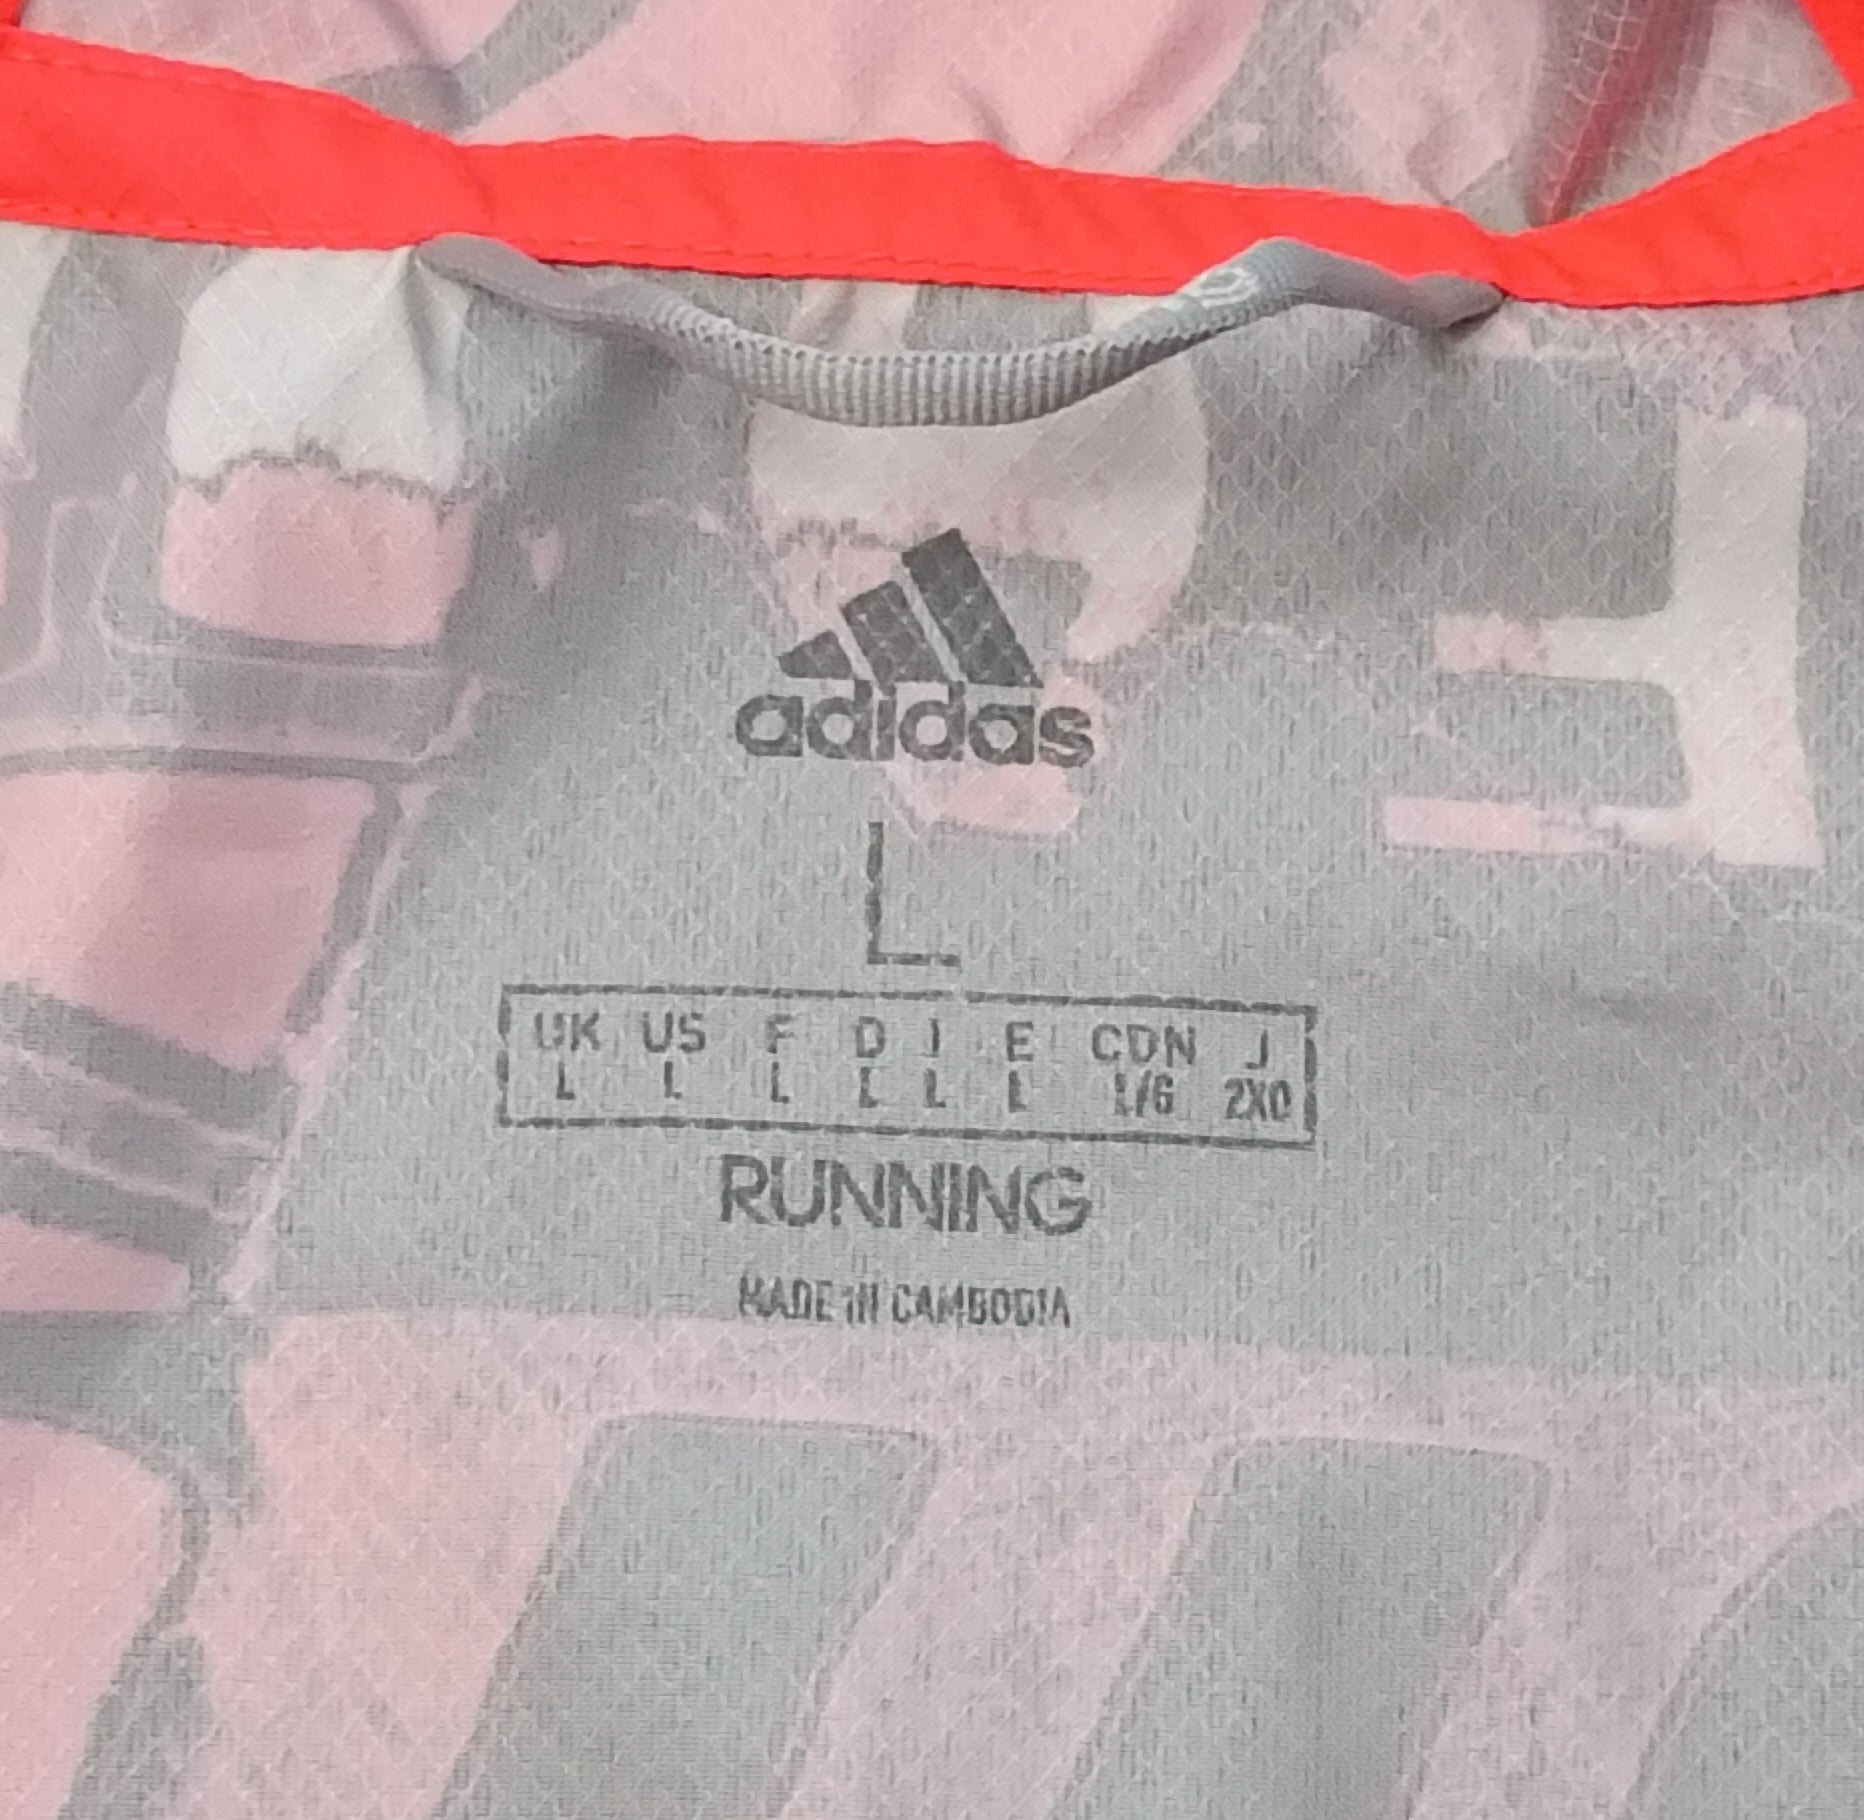 adidas
L
UK US F D I E CDN J
L L L L L L L/G 2XO
RUNNING
MADE IN CAMBODIA